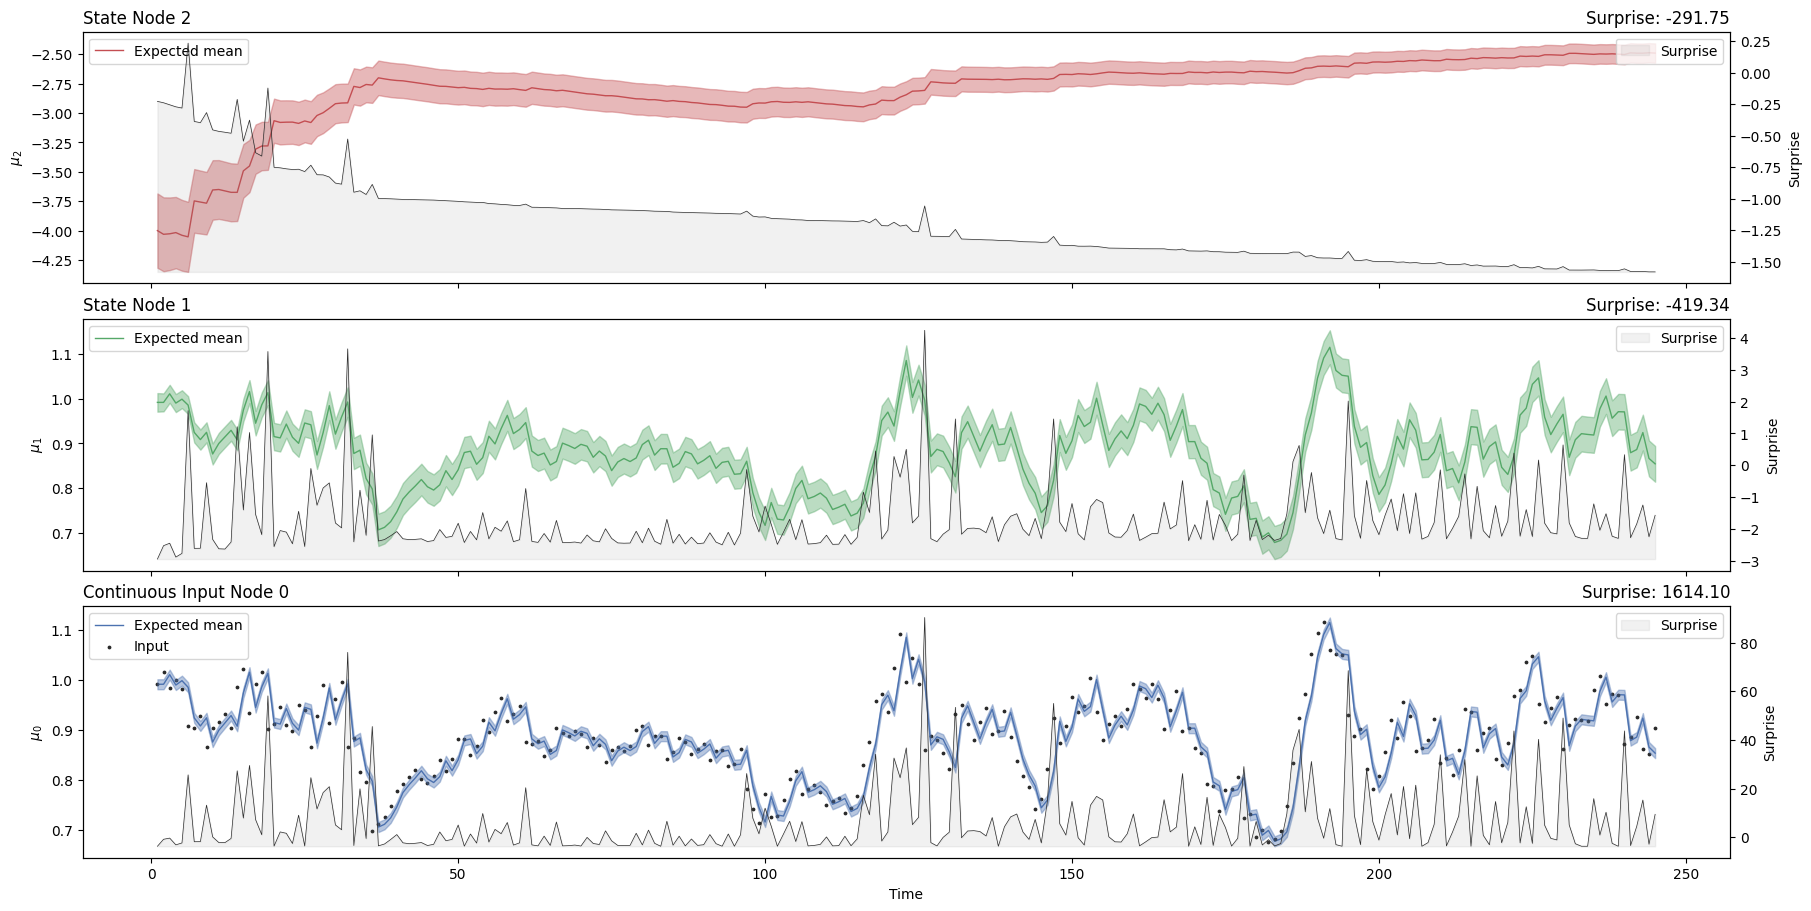 State Node 2
Surprise: -291.75
Expected mean
Surprise
−2.50
−2.75
−3.00
−3.25
−3.50
−3.75
−4.00
−4.25
μ2
0.25
0.00
−0.25
−0.50
−0.75
−1.00
−1.25
−1.50
Surprise
State Node 1
Surprise: -419.34
Expected mean
Surprise
1.1
1.0
0.9
0.8
0.7
μ1
4
3
2
1
0
−1
−2
−3
Surprise
Continuous Input Node 0
Surprise: 1614.10
Expected mean
Input
Surprise
1.1
1.0
0.9
0.8
0.7
μ0
80
60
40
20
0
Surprise
0 50 100 150 200 250
Time